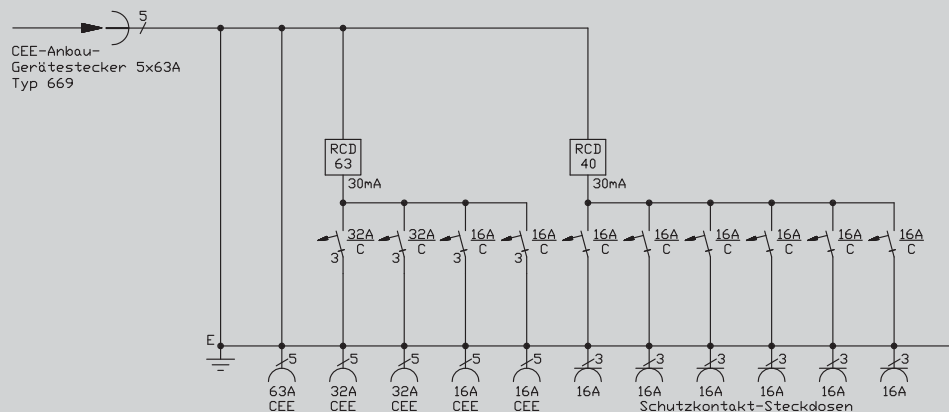 5
CEE-Anbau-
Gerätestecker 5x63A
Typ 669
RCD
63
30mA
RCD
40
30mA
32A
C
3
32A
C
3
16A
C
3
16A
C
3
16A
C
16A
C
16A
C
16A
C
16A
C
16A
C
E
5 5 5 5 5 3 3 3 3 3 3
63A 32A 32A 16A 16A 16A 16A 16A 16A 16A 16A
CEE CEE CEE CEE CEE Schutzkontakt-Steckdosen